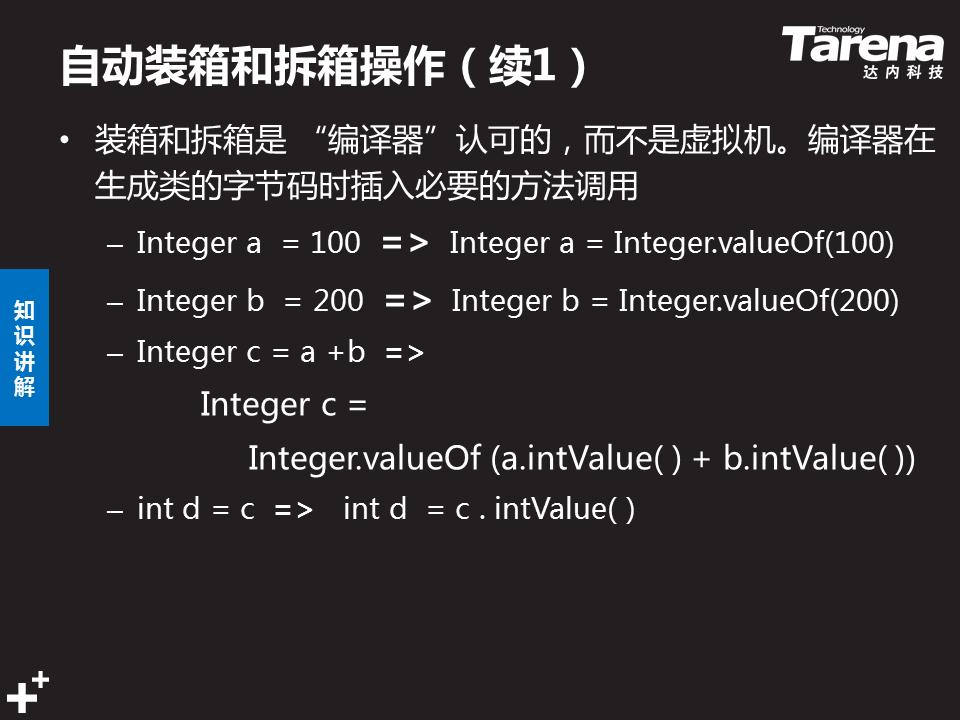 自动装箱和拆箱操作（续1）
Technology
Tarena
达内科技
• 装箱和拆箱是 “编译器”认可的，而不是虚拟机。编译器在
生成类的字节码时插入必要的方法调用
– Integer a = 100 => Integer a = Integer.valueOf(100)
– Integer b = 200 => Integer b = Integer.valueOf(200)
– Integer c = a +b =>
Integer c =
Integer.valueOf (a.intValue( ) + b.intValue( ))
– int d = c => int d = c . intValue( )
知
识
讲
解